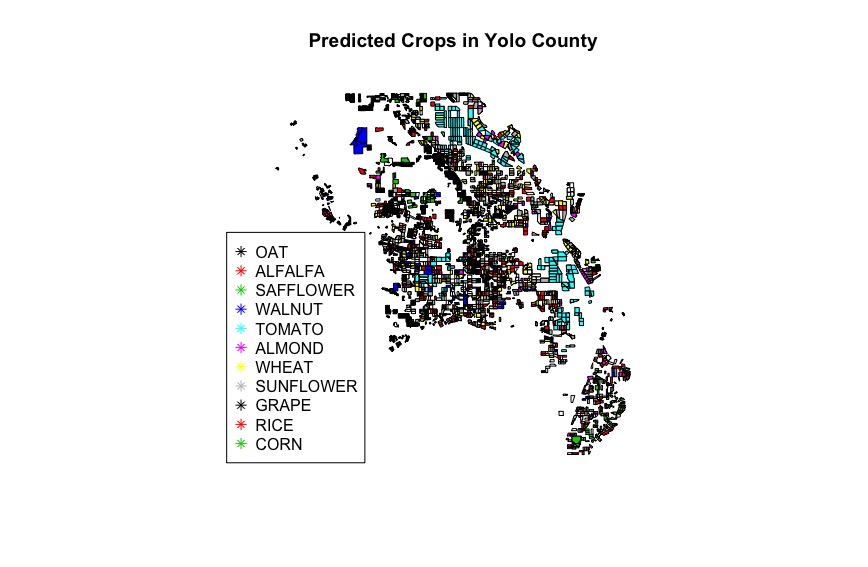 Predicted Crops in Yolo County
OAT
ALFALFA
SAFFLOWER
WALNUT
TOMATO
ALMOND
WHEAT
SUNFLOWER
GRAPE
RICE
CORN